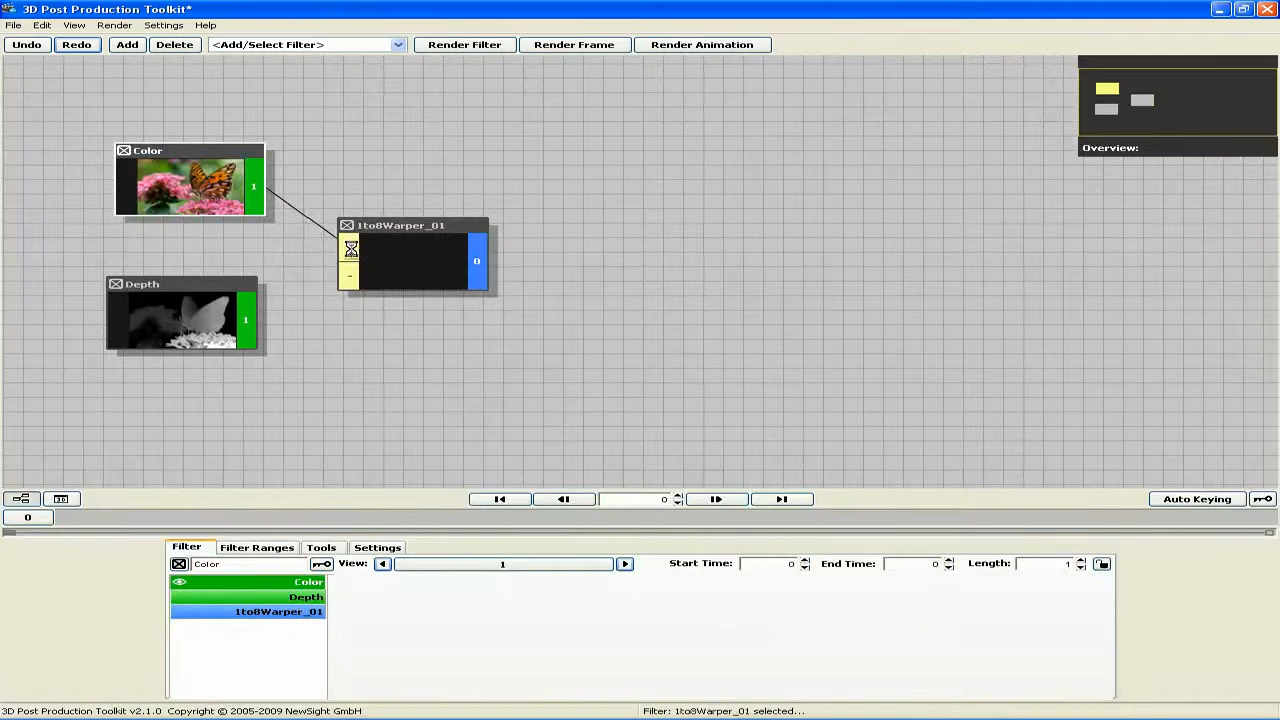 3D Post Production Toolkit*
File Edit View Render Settings Help
Undo Redo Add Delete <Add/Select Filter> Render Filter Render Frame Render Animation
Overview:
Color
1
1to8Warper_01
-
0
Depth
1
0 Auto Keying
0
Filter Filter Ranges Tools Settings
Color View: 1 Start Time: 0 End Time: 0 Length: 1
Color
Depth
1to8Warper_01
3D Post Production Toolkit v2.1.0 Copyright © 2005-2009 NewSight GmbH Filter: 1to8Warper_01 selected...